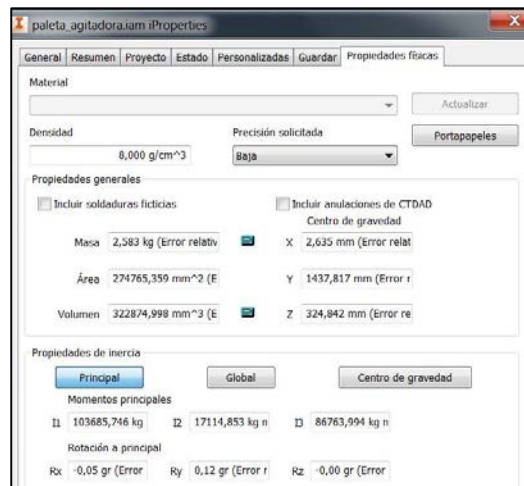 paleta_agitadora.iam iProperties
General Resumen Proyecto Estado Personalizadas Guardar Propiedades físicas
Material
Actualizar
Densidad Precisión solicitada
Portapapeles
8,000 g/cm^3 Baja
Propiedades generales
Incluir soldaduras ficticias Incluir anulaciones de CTDAD
Centro de gravedad
Masa 2,583 kg (Error relativ X 2,635 mm (Error relat
Área 274765,359 mm^2 (E Y 1437,817 mm (Error r
Volumen 322874,998 mm^3 (E Z 324,842 mm (Error re
Propiedades de inercia
Principal Global Centro de gravedad
Momentos principales
I1 103685,746 kg I2 17114,853 kg n I3 86763,994 kg n
Rotación a principal
Rx -0,05 gr (Error Ry 0,12 gr (Error r Rz -0,00 gr (Error